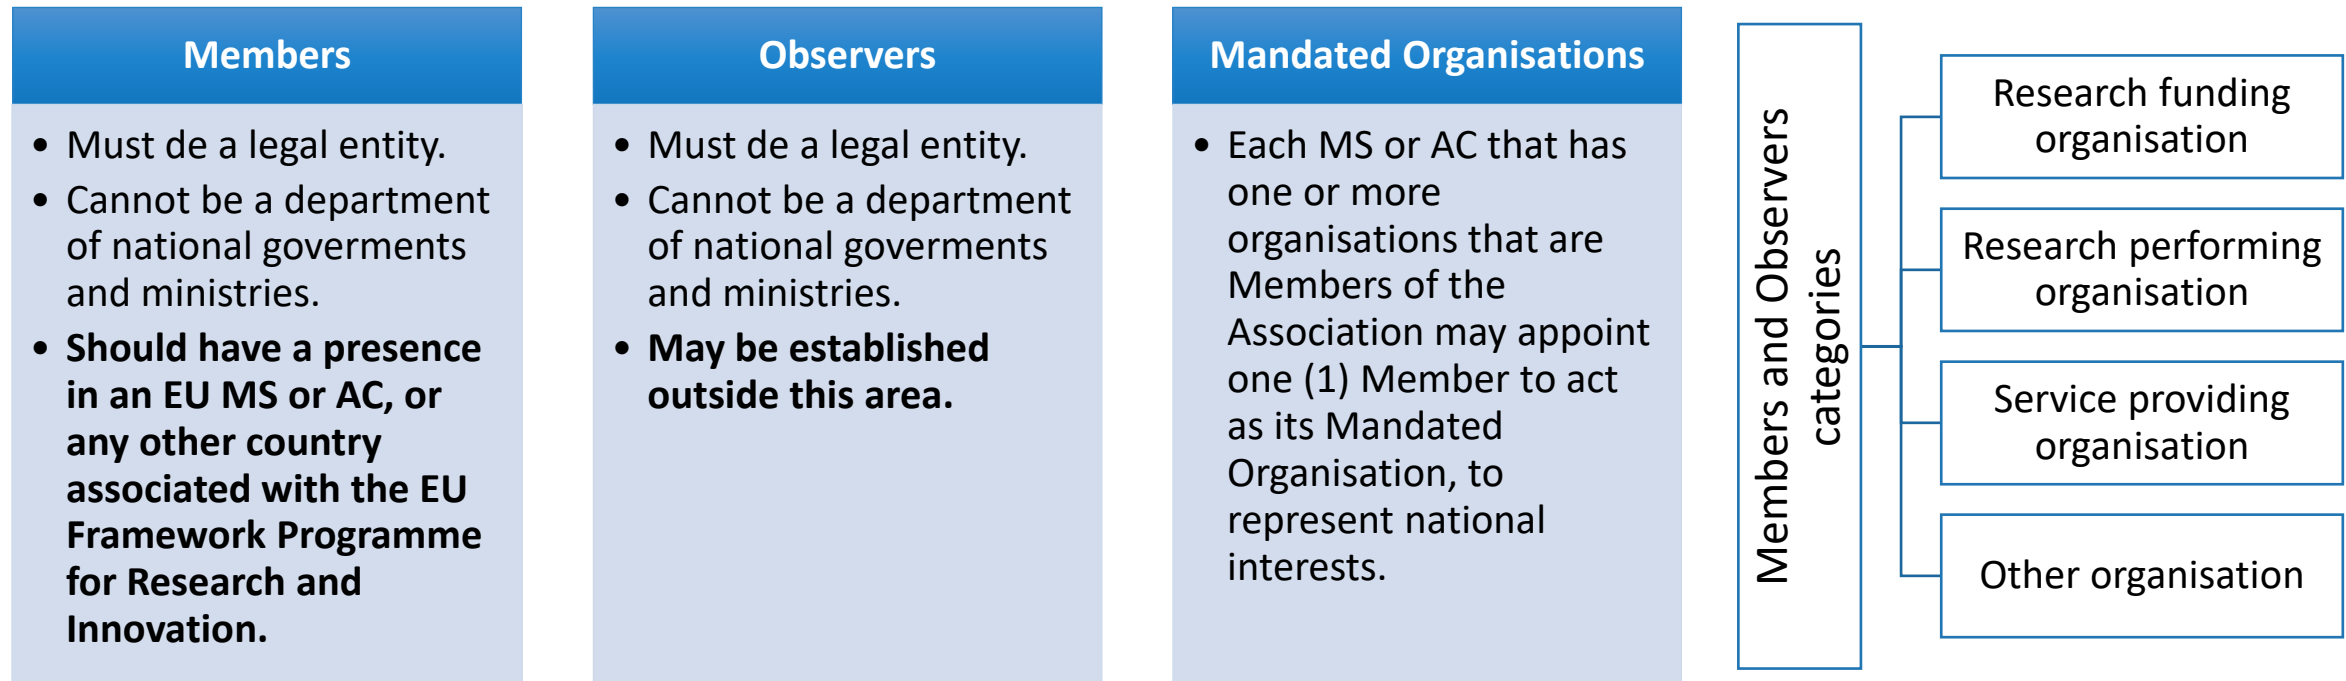 Members
• Must de a legal entity.
• Cannot be a department
of national goverments
and ministries.
• Should have a presence
in an EU MS or AC, or
any other country
associated with the EU
Framework Programme
for Research and
Innovation.
Observers
• Must de a legal entity.
• Cannot be a department
of national goverments
and ministries.
• May be established
outside this area.
Mandated Organisations
• Each MS or AC that has
one or more
organisations that are
Members of the
Association may appoint
one (1) Member to act
as its Mandated
Organisation, to
represent national
interests.
Members and Observers
categories
Research funding
organisation
Research performing
organisation
Service providing
organisation
Other organisation